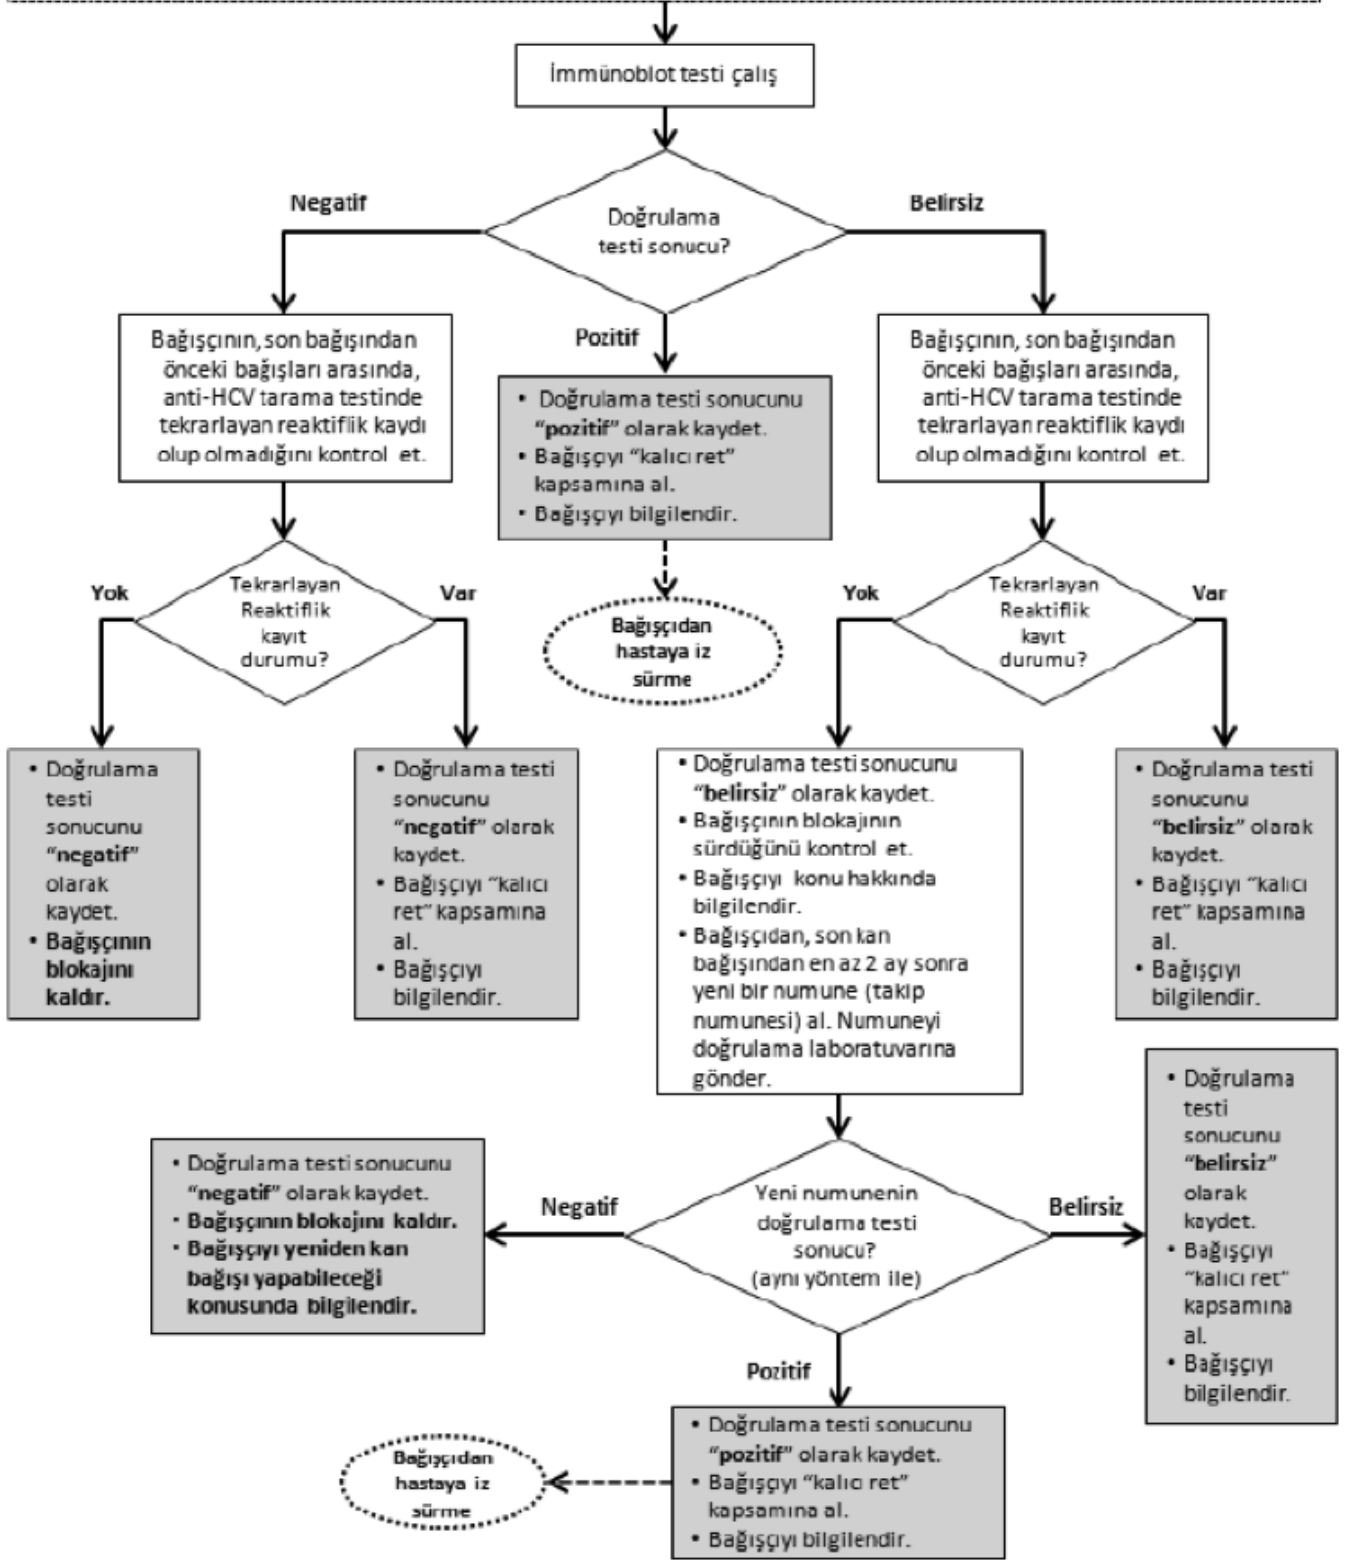 İmmünoblot testi çalış
Negatif
Belirsiz
Doğrulama
testi sonucu?
Pozitif
Bağışçının, son bağışından
önceki bağışları arasında,
anti-HCV tarama testinde
tekrarlayan reaktiflik kaydı
olup olmadığını kontrol et.
• Doğrulama testi sonucunu
“pozitif” olarak kaydet.
• Bağışçıyı “kalıcı ret”
kapsamına al.
• Bağışçıyı bilgilendir.
Bağışçının, son bağışından
önceki bağışları arasında,
anti-HCV tarama testinde
tekrarlayan reaktiflik kaydı
olup olmadığını kontrol et.
Yok
Tekrarlayan
Reaktiflik
kayıt
durumu?
Var
Bağışçıdan
hastaya iz
sürme
Yok
Tekrarlayan
Reaktiflik
kayıt
durumu?
Var
• Doğrulama
testi
sonucunu
“negatif”
olarak
kaydet.
• Bağışçının
blokajını
kaldır.
• Doğrulama testi
sonucunu
“negatif” olarak
kaydet.
• Bağışçıyı “kalıcı
ret” kapsamına
al.
• Bağışçıyı
bilgilendir.
• Doğrulama testi sonucunu
“belirsiz” olarak kaydet.
• Bağışçının blokajının
sürdüğünü kontrol et.
• Bağışçıyı konu hakkında
bilgilendir.
• Bağışçıdan, son kan
bağışından en az 2 ay sonra
yeni bir numune (takip
numunesi) al. Numuneyi
doğrulama laboratuvarına
gönder.
• Doğrulama testi
sonucunu
“belirsiz” olarak
kaydet.
• Bağışçıyı “kalıcı
ret” kapsamına
al.
• Bağışçıyı
bilgilendir.
• Doğrulama testi sonucunu
“negatif” olarak kaydet.
• Bağışçının blokajını kaldır.
• Bağışçıyı yeniden kan
bağışı yapabileceği
konusunda bilgilendir.
Negatif
Yeni numunenin
doğrulama testi
sonucu?
(aynı yöntem ile)
Belirsiz
• Doğrulama
testi
sonucunu
“belirsiz”
olarak
kaydet.
• Bağışçıyı
“kalıcı ret”
kapsamına
al.
• Bağışçıyı
bilgilendir.
Pozitif
Bağışçıdan
hastaya iz
sürme
• Doğrulama testi sonucunu
“pozitif” olarak kaydet.
• Bağışçıyı “kalıcı ret”
kapsamına al.
• Bağışçıyı bilgilendir.